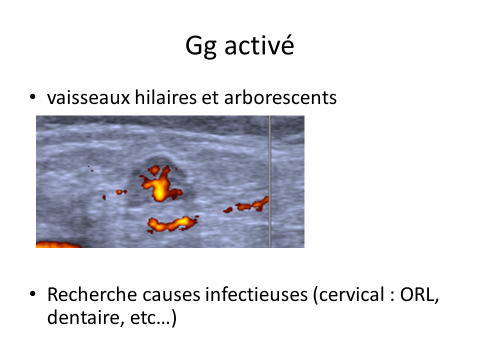 Gg activé
• vaisseaux hilaires et arborescents
• Recherche causes infectieuses (cervical : ORL,
dentaire, etc…)